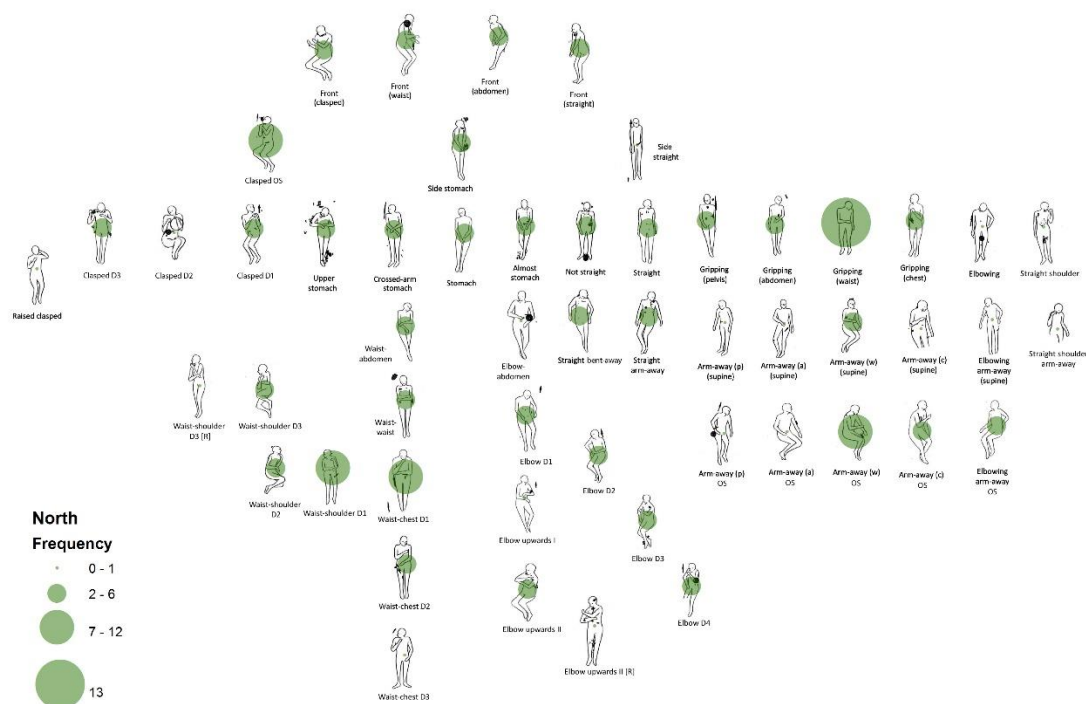 Front
(clasped)
Front
(waist)
Front
(abdomen)
Front
(straight)
Clasped OS
Side stomach
Side
straight
Raised clasped
Clasped D3
Clasped D2
Clasped D1
Upper
stomach
Crossed-arm
stomach
Stomach
Almost
stomach
Not straight
Straight
Gripping
(pelvis)
Gripping
(abdomen)
Gripping
(waist)
Gripping
(chest)
Elbowing
Straight shoulder
Waist-
abdomen
Elbow-
abdomen
Straight bent-away
Straight
arm-away
Arm-away (p)
(supine)
Arm-away (a)
(supine)
Arm-away (w)
(supine)
Arm-away (c)
(supine)
Elbowing
arm-away
(supine)
Straight shoulder
arm-away
Waist-shoulder
D3 [R]
Waist-shoulder D3
Waist-
waist
Elbow D1
Elbow D2
Arm-away (p)
OS
Arm-away (a)
OS
Arm-away (w)
OS
Arm-away (c)
OS
Elbowing
arm-away
OS
Waist-shoulder
D2
Waist-shoulder D1
Waist-chest D1
Elbow upwards I
Elbow D3
Waist-chest D2
Elbow upwards II
Elbow D4
Elbow upwards II [R]
Waist-chest D3
North
Frequency
0 - 1
2 - 6
7 - 12
13